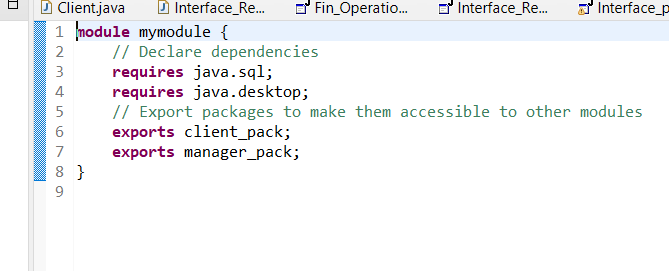 Client.java Interface_Re... Fin_Operatio... Interface_Re... Interface_p
1 module mymodule {
2 // Declare dependencies
3 requires java.sql;
4 requires java.desktop;
5 // Export packages to make them accessible to other modules
6 exports client_pack;
7 exports manager_pack;
8 }
9